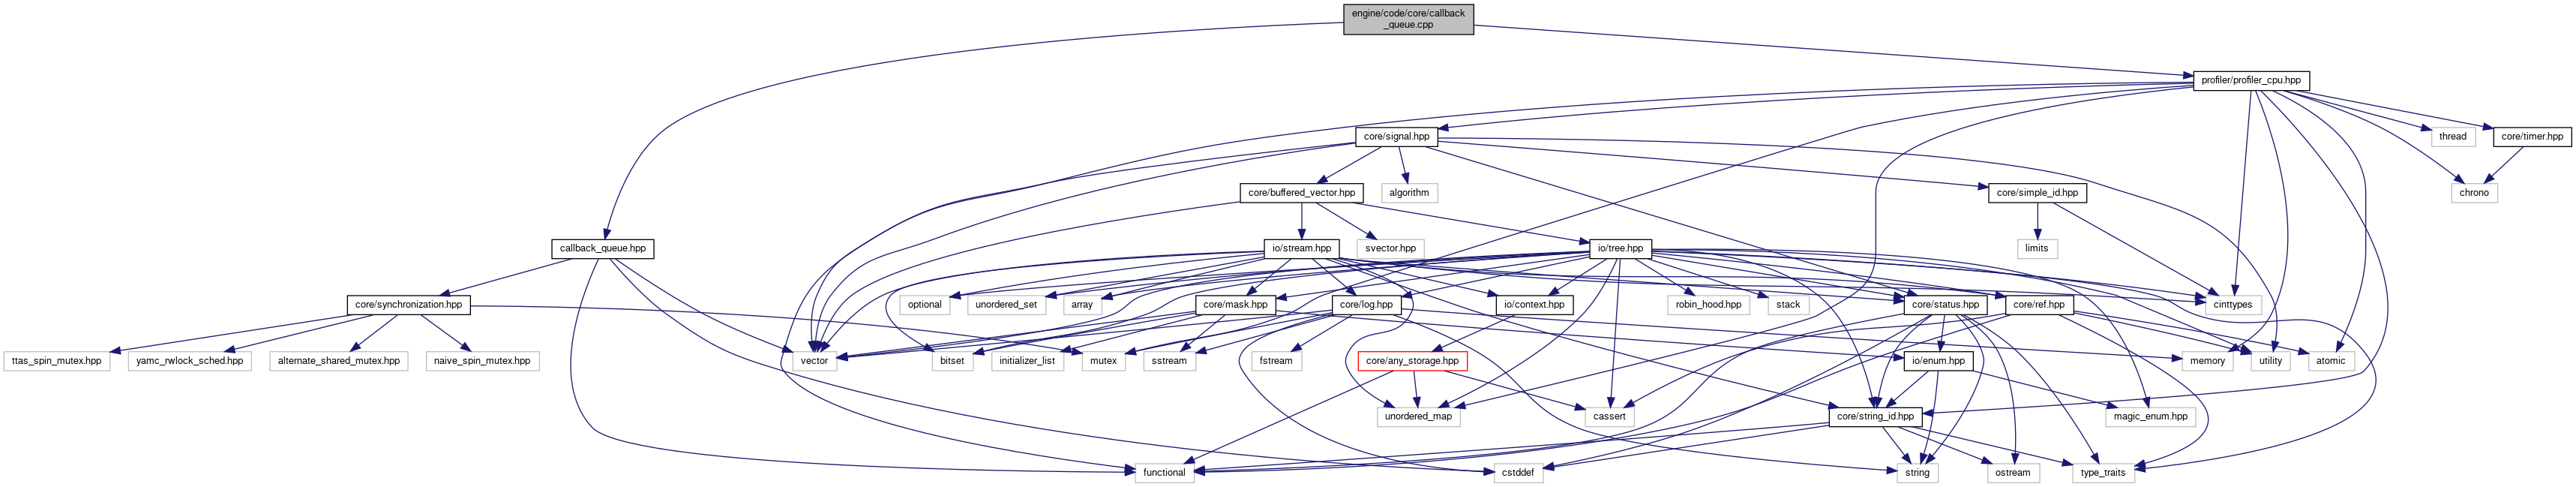 engine/code/core/callback
_queue.cpp
profiler/profiler_cpu.hpp
core/signal.hpp
thread
core/timer.hpp
core/buffered_vector.hpp
algorithm
core/simple_id.hpp
chrono
callback_queue.hpp
io/stream.hpp
svector.hpp
io/tree.hpp
limits
core/synchronization.hpp
optional
unordered_set
array
core/mask.hpp
core/log.hpp
io/context.hpp
robin_hood.hpp
stack
core/status.hpp
core/ref.hpp
cinttypes
ttas_spin_mutex.hpp
yamc_rwlock_sched.hpp
alternate_shared_mutex.hpp
naive_spin_mutex.hpp
vector
bitset
initializer_list
mutex
sstream
fstream
core/any_storage.hpp
io/enum.hpp
memory
utility
atomic
unordered_map
cassert
core/string_id.hpp
magic_enum.hpp
functional
cstddef
string
ostream
type_traits